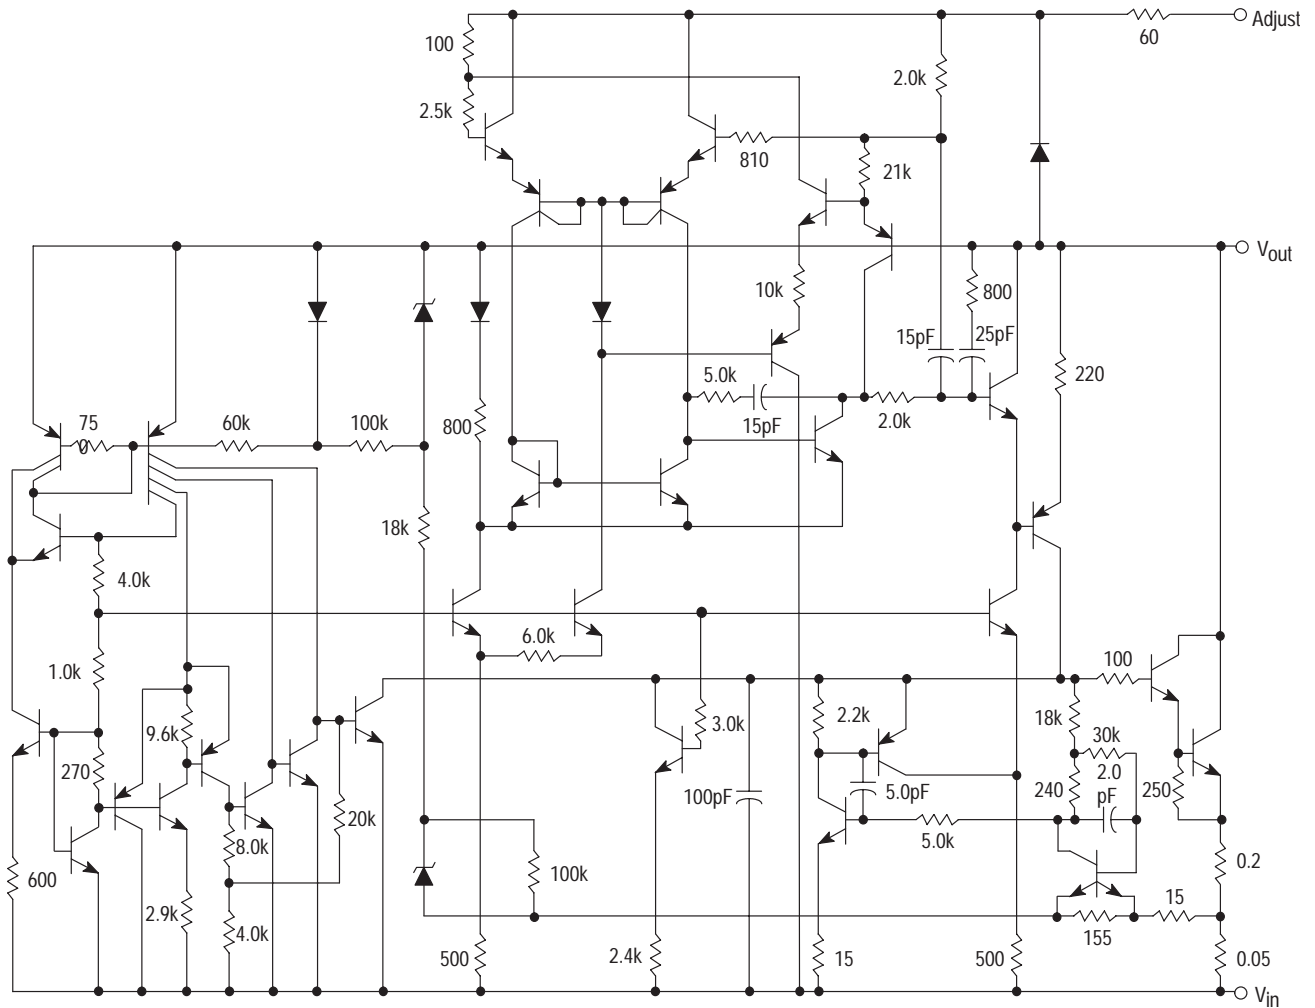 100
60
Adjust
2.0k
2.5k
810
21k
Vout
10k
800
15pF
25pF
220
5.0k
75
0
60k
100k
800
15pF
2.0k
18k
4.0k
6.0k
1.0k
100
9.6k
3.0k
2.2k
18k
30k
270
2.0
pF
100pF
5.0pF
240
250
20k
8.0k
5.0k
600
100k
0.2
2.9k
4.0k
15
155
500
2.4k
15
500
0.05
Vin